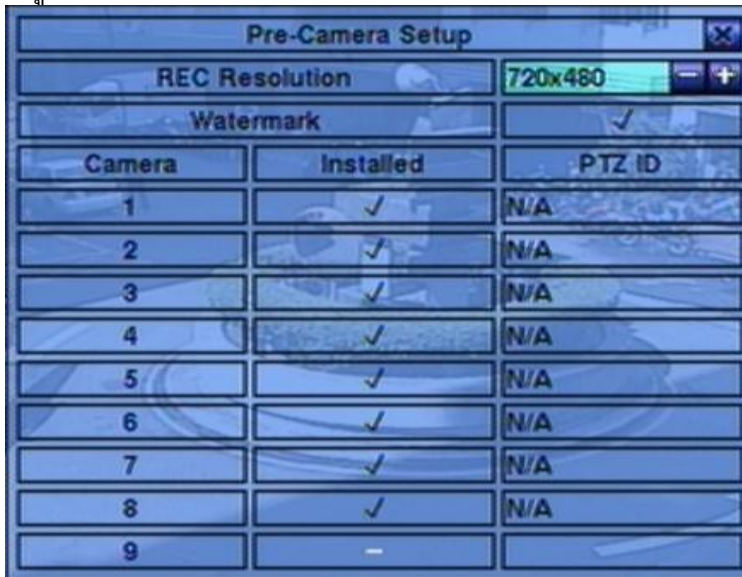 Pre-Camera Setup
REC Resolution 720x480
Watermark ✓
Camera Installed PTZ ID
1 ✓ N/A
2 ✓ N/A
3 ✓ N/A
4 ✓ N/A
5 ✓ N/A
6 ✓ N/A
7 ✓ N/A
8 ✓ N/A
9 –